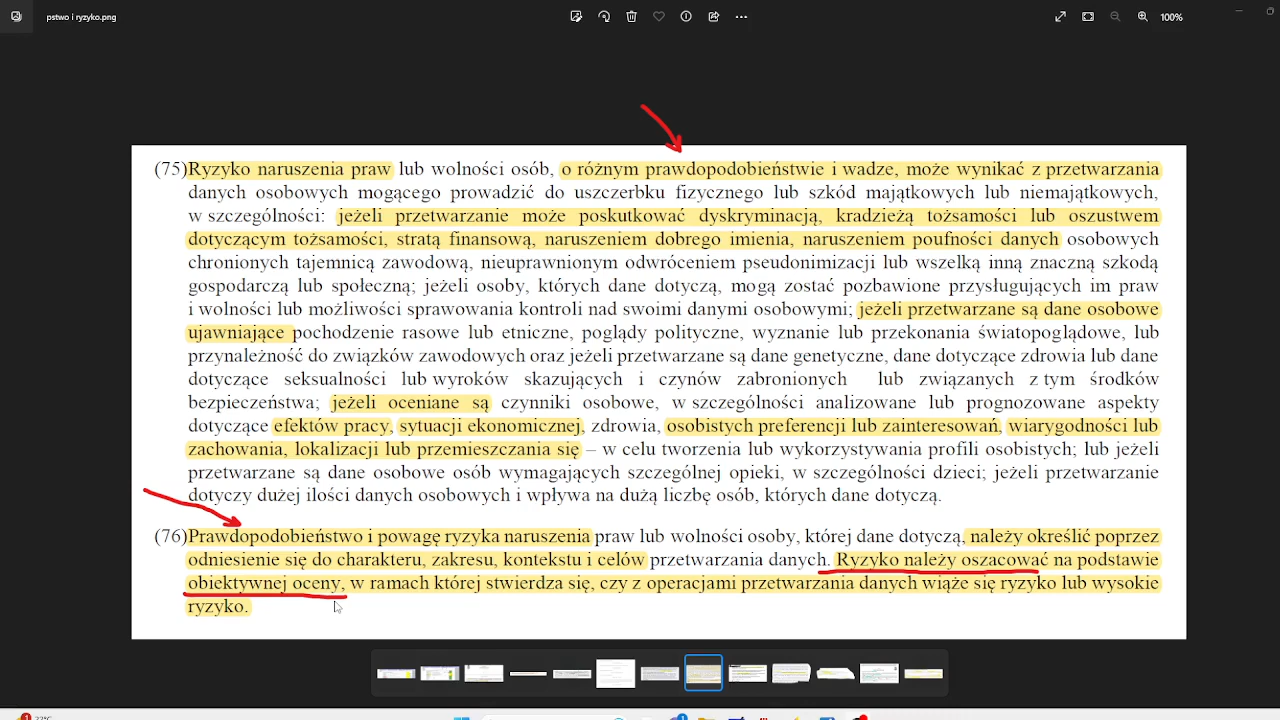 pstwo i ryzyko.png
100%
(75)Ryzyko naruszenia praw lub wolności osób, o różnym prawdopodobieństwie i wadze, może wynikać z przetwarzania
danych osobowych mogącego prowadzić do uszczerbku fizycznego lub szkód majątkowych lub niemajątkowych,
w szczególności: jeżeli przetwarzanie może poskutkować dyskryminacją, kradzieżą tożsamości lub oszustwem
dotyczącym tożsamości, stratą finansową, naruszeniem dobrego imienia, naruszeniem poufności danych osobowych
chronionych tajemnicą zawodową, nieuprawnionym odwróceniem pseudonimizacji lub wszelką inną znaczną szkodą
gospodarczą lub społeczną; jeżeli osoby, których dane dotyczą, mogą zostać pozbawione przysługujących im praw
i wolności lub możliwości sprawowania kontroli nad swoimi danymi osobowymi; jeżeli przetwarzane są dane osobowe
ujawniające pochodzenie rasowe lub etniczne, poglądy polityczne, wyznanie lub przekonania światopoglądowe, lub
przynależność do związków zawodowych oraz jeżeli przetwarzane są dane genetyczne, dane dotyczące zdrowia lub dane
dotyczące seksualności lub wyroków skazujących i czynów zabronionych lub związanych z tym środków
bezpieczeństwa; jeżeli oceniane są czynniki osobowe, w szczególności analizowane lub prognozowane aspekty
dotyczące efektów pracy, sytuacji ekonomicznej, zdrowia, osobistych preferencji lub zainteresowań, wiarygodności lub
zachowania, lokalizacji lub przemieszczania się – w celu tworzenia lub wykorzystywania profili osobistych; lub jeżeli
przetwarzane są dane osobowe osób wymagających szczególnej opieki, w szczególności dzieci; jeżeli przetwarzanie
dotyczy dużej ilości danych osobowych i wpływa na dużą liczbę osób, których dane dotyczą.
(76)Prawdopodobieństwo i powagę ryzyka naruszenia praw lub wolności osoby, której dane dotyczą, należy określić poprzez
odniesienie się do charakteru, zakresu, kontekstu i celów przetwarzania danych. Ryzyko należy oszacować na podstawie
obiektywnej oceny, w ramach której stwierdza się, czy z operacjami przetwarzania danych wiąże się ryzyko lub wysokie
ryzyko.